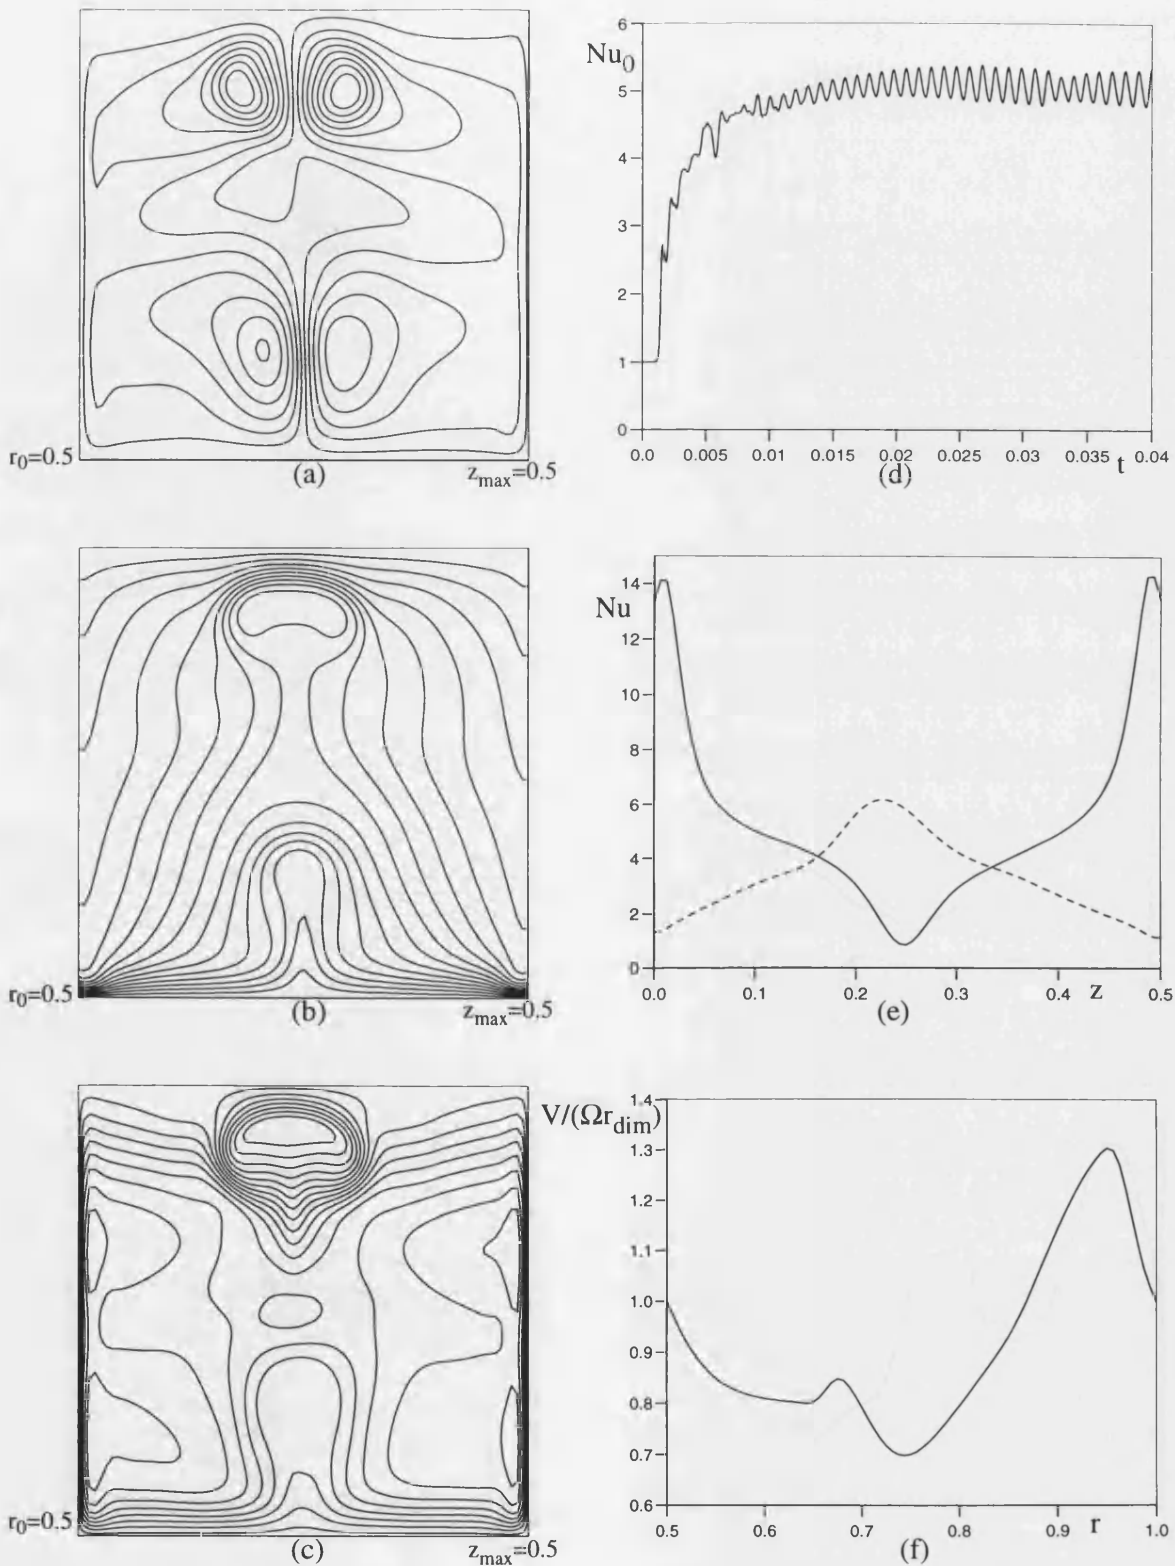 r₀=0.5
(a)
z_max=0.5
Nu₀
6
5
4
3
2
1
0
0.0 0.005 0.01 0.015 0.02 0.025 0.03 0.035 0.04
(d)
t
r₀=0.5
(b)
z_max=0.5
Nu
14
12
10
8
6
4
2
0
0.0 0.1 0.2 0.3 0.4 z 0.5
(e)
r₀=0.5
(c)
z_max=0.5
V/(Ωr_dim)
1.4
1.3
1.2
1.1
1.0
0.9
0.8
0.7
0.6
0.5 0.6 0.7 0.8 0.9 r 1.0
(f)